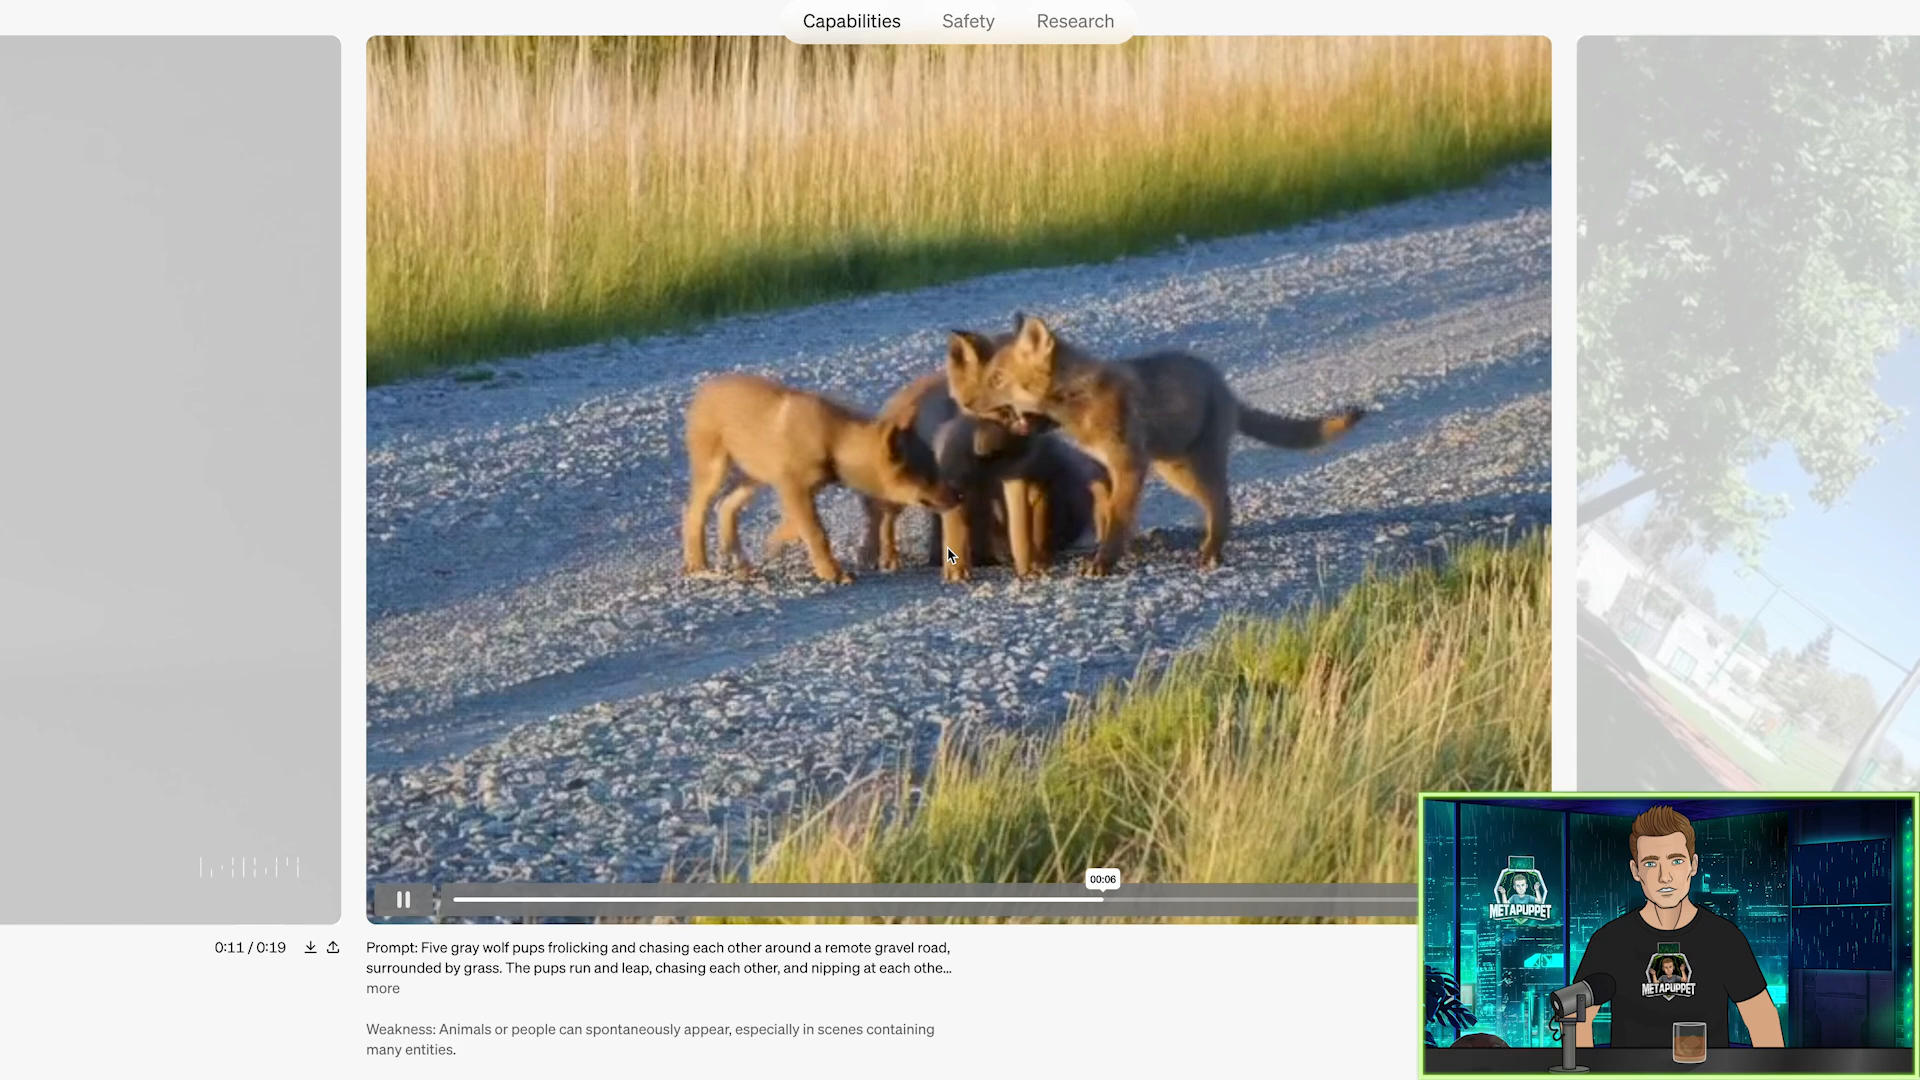 Capabilities
Safety
Research
00:06
0:11 / 0:19
Prompt: Five gray wolf pups frolicking and chasing each other around a remote gravel road,
surrounded by grass. The pups run and leap, chasing each other, and nipping at each othe...
more
Weakness: Animals or people can spontaneously appear, especially in scenes containing
many entities.
METAPUPPET
METAPUPPET